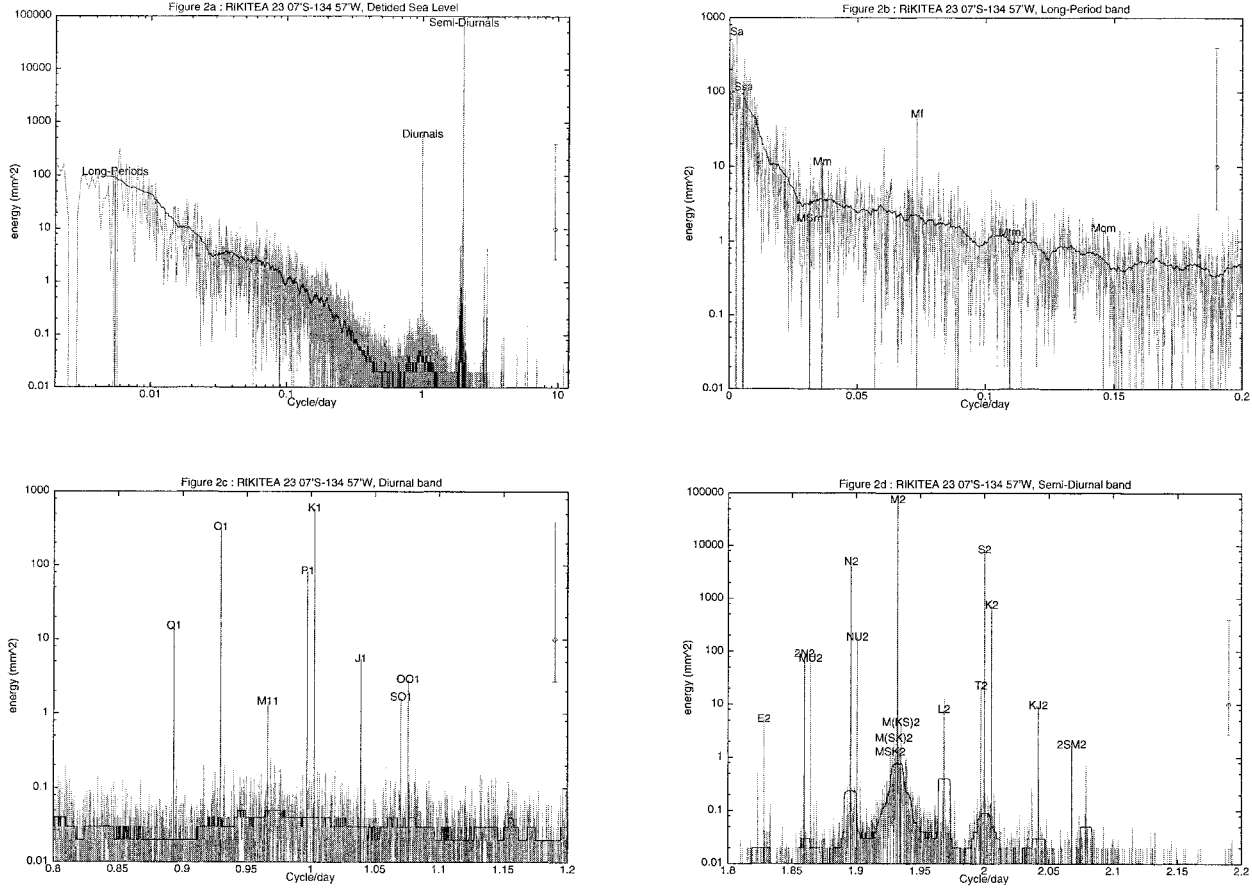 Figure 2a : RIKITEA 23 07'S-134 57'W, Detided Sea Level
Semi-Diurnals
100000
10000
1000
Diurnals
100
Long-Periods
10
1
0.1
0.01
energy (mm^2)
0.01 0.1 1 10
Cycle/day
Figure 2b : RIKITEA 23 07'S-134 57'W, Long-Period band
1000
Sa
100
Ssa
Mf
10
Mm
MSm
Mtm
Mqm
1
0.1
0.01
energy (mm^2)
0 0.05 0.1 0.15 0.2
Cycle/day
Figure 2c : RIKITEA 23 07'S-134 57'W, Diurnal band
1000
K1
O1
100
P1
Q1
10
J1
OO1
SO1
M11
1
0.1
0.01
energy (mm^2)
0.8 0.85 0.9 0.95 1 1.05 1.1 1.15 1.2
Cycle/day
Figure 2d : RIKITEA 23 07'S-134 57'W, Semi-Diurnal band
100000
M2
10000
S2
N2
1000
K2
NU2
100
2N2
MU2
T2
10
L2
KJ2
E2
M(KS)2
M(SK)2
MSK2
2SM2
1
0.1
0.01
energy (mm^2)
1.8 1.85 1.9 1.95 2 2.05 2.1 2.15 2.2
Cycle/day